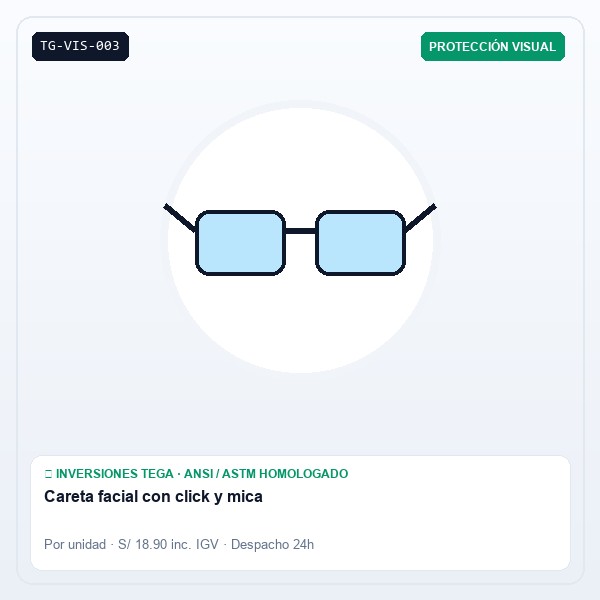 TG-VIS-003
PROTECCIÓN VISUAL
INVERSIONES TEGA · ANSI / ASTM HOMOLOGADO
Careta facial con click y mica
Por unidad · S/ 18.90 inc. IGV · Despacho 24h